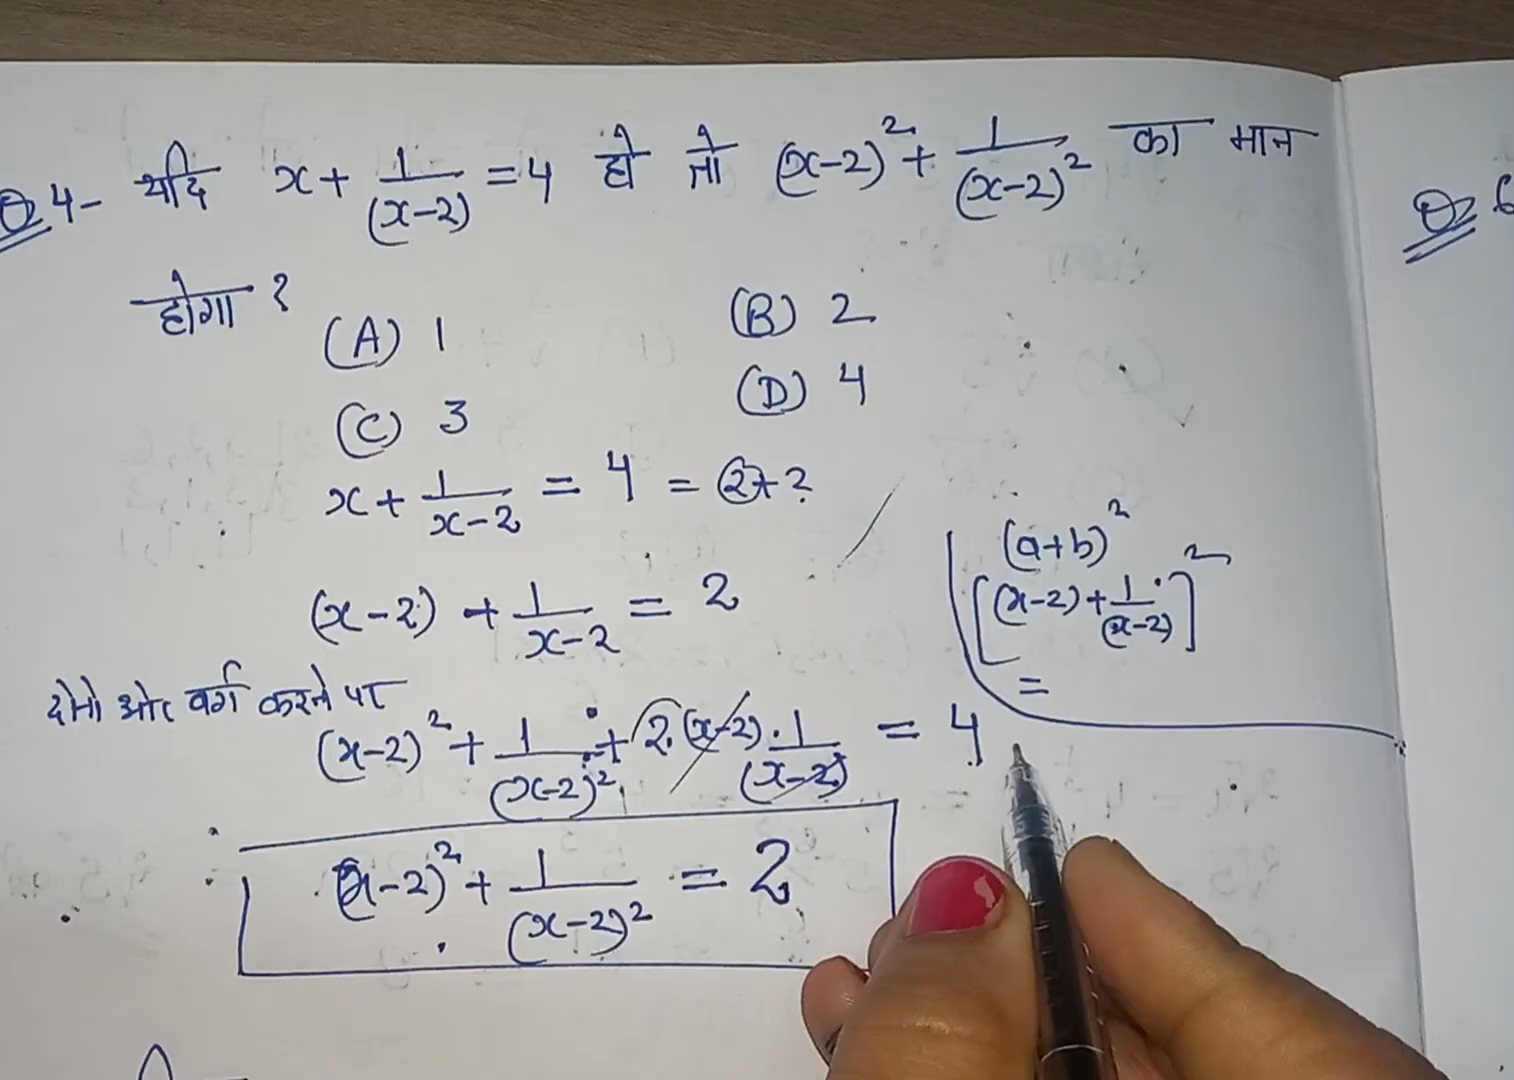 Q 4- यदि x + 1/(x-2) = 4 हो तो (x-2)² + 1/(x-2)² का मान
होगा ?
(A) 1 (B) 2
(C) 3 (D) 4
x + 1/x-2 = 4 = 2+2
(x-2) + 1/x-2 = 2
दोनो ओर वर्ग करने पर
(x-2)² + 1/(x-2)² + 2.(x-2).1/(x-2) = 4
(x-2)² + 1/(x-2)² = 2
(a+b)²
[(x-2) + 1/(x-2)]²
=
Q 6